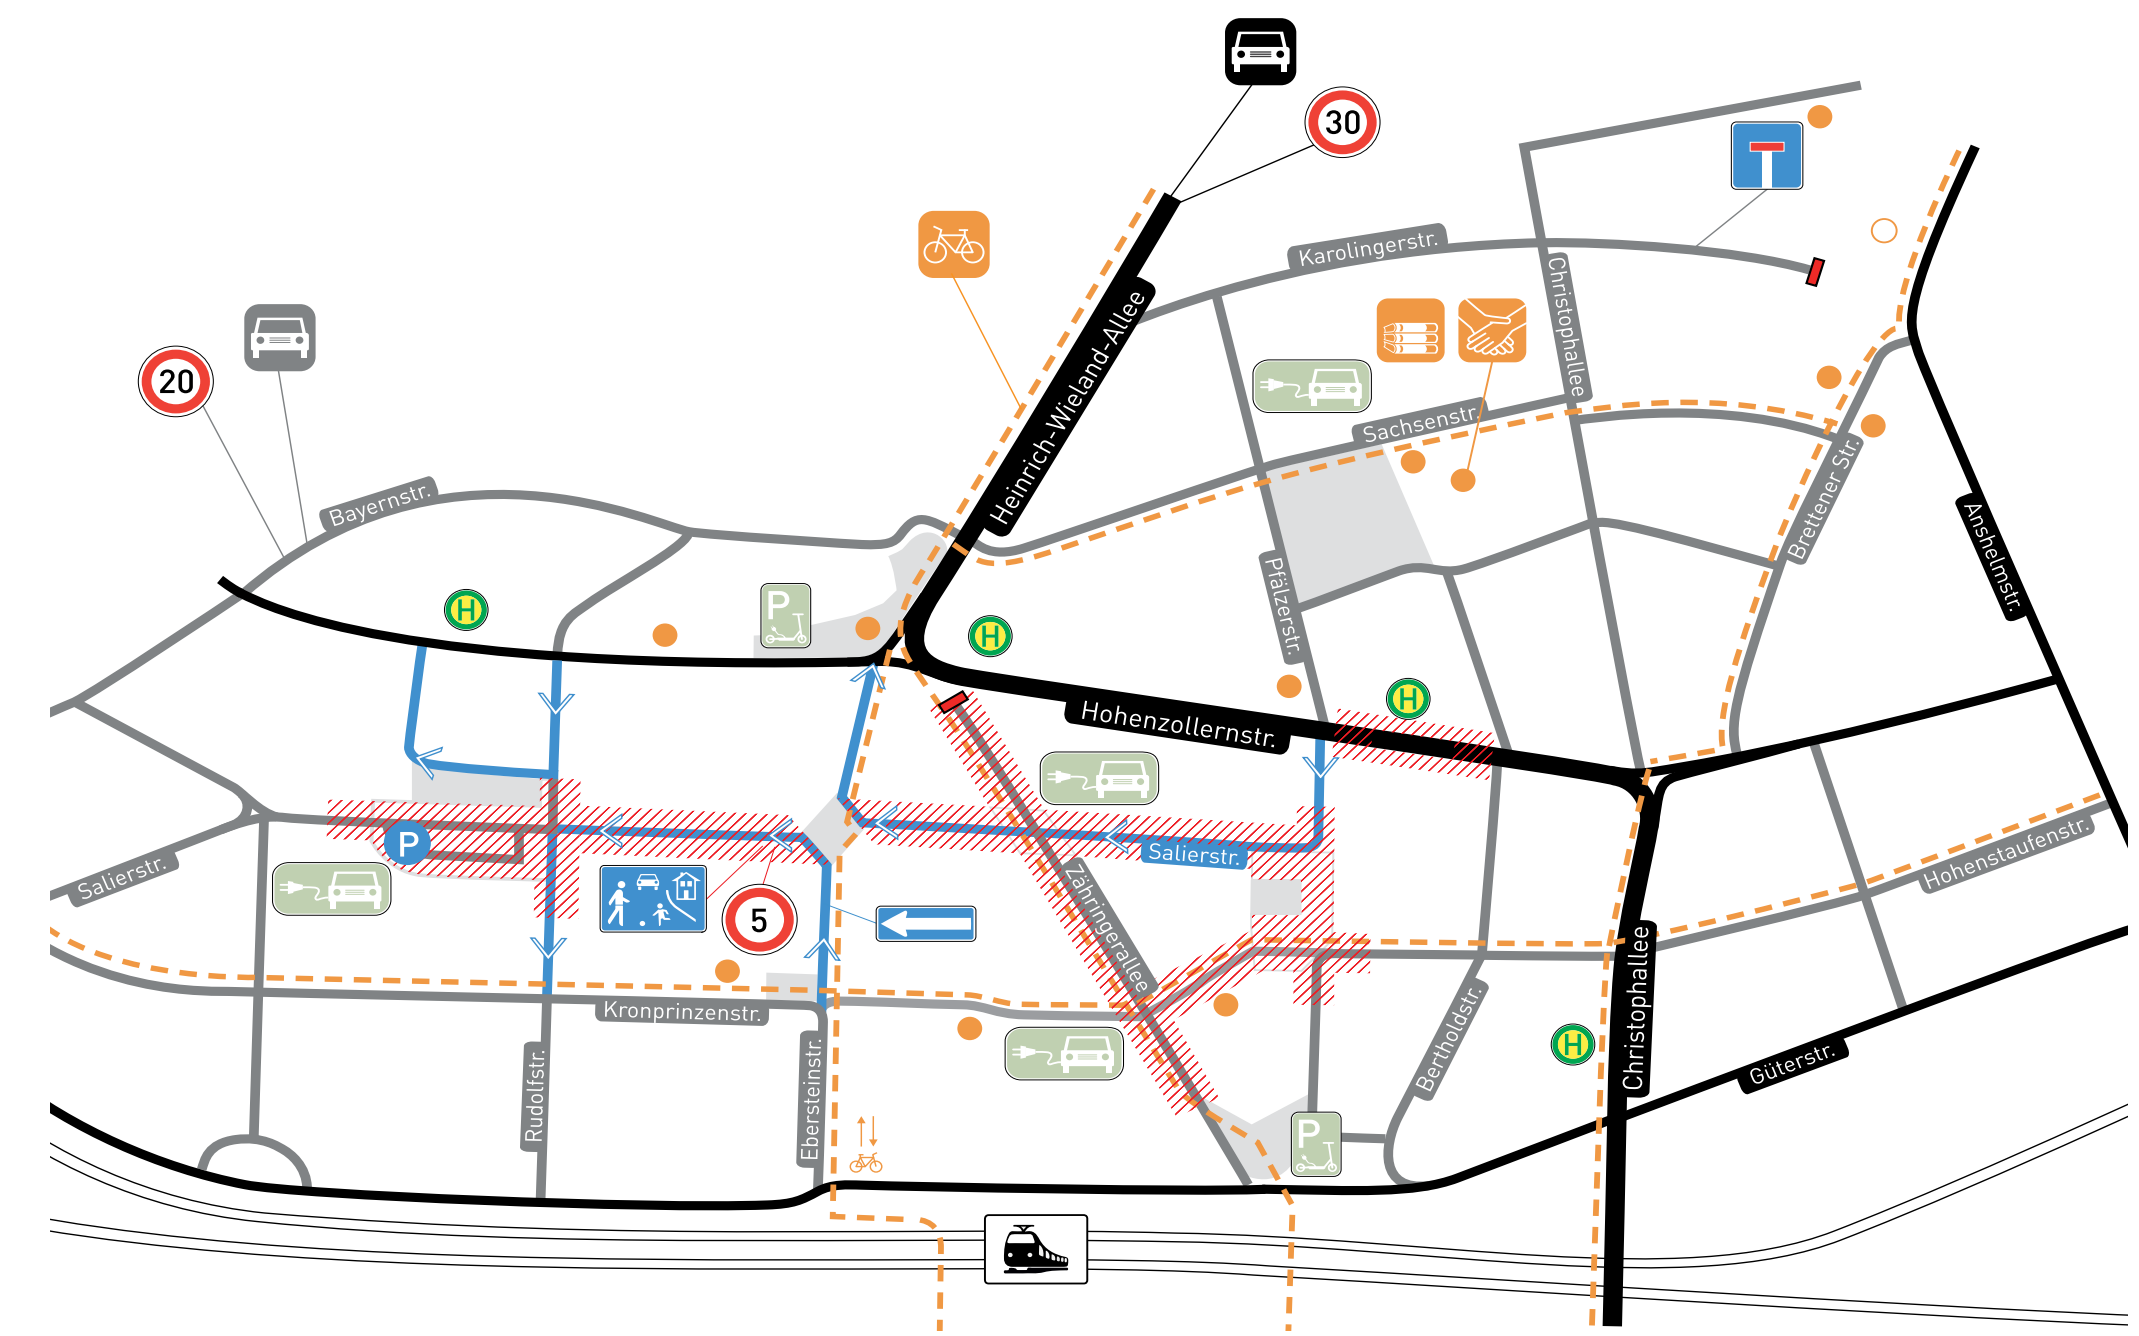 30
Karolingerstr.
Christophallee
Heinrich-Wieland-Allee
20
Sachsenstr.
Bayernstr.
Brettener Str.
Anshelmstr.
Pfälzerstr.
H
P
H
H
Hohenzollernstr.
P
Salierstr.
Salierstr.
Hohenstaufenstr.
5
Zähringerallee
Christophallee
Kronprinzenstr.
Bertholdstr.
H
Güterstr.
Rudolfstr.
Ebersteinstr.
P